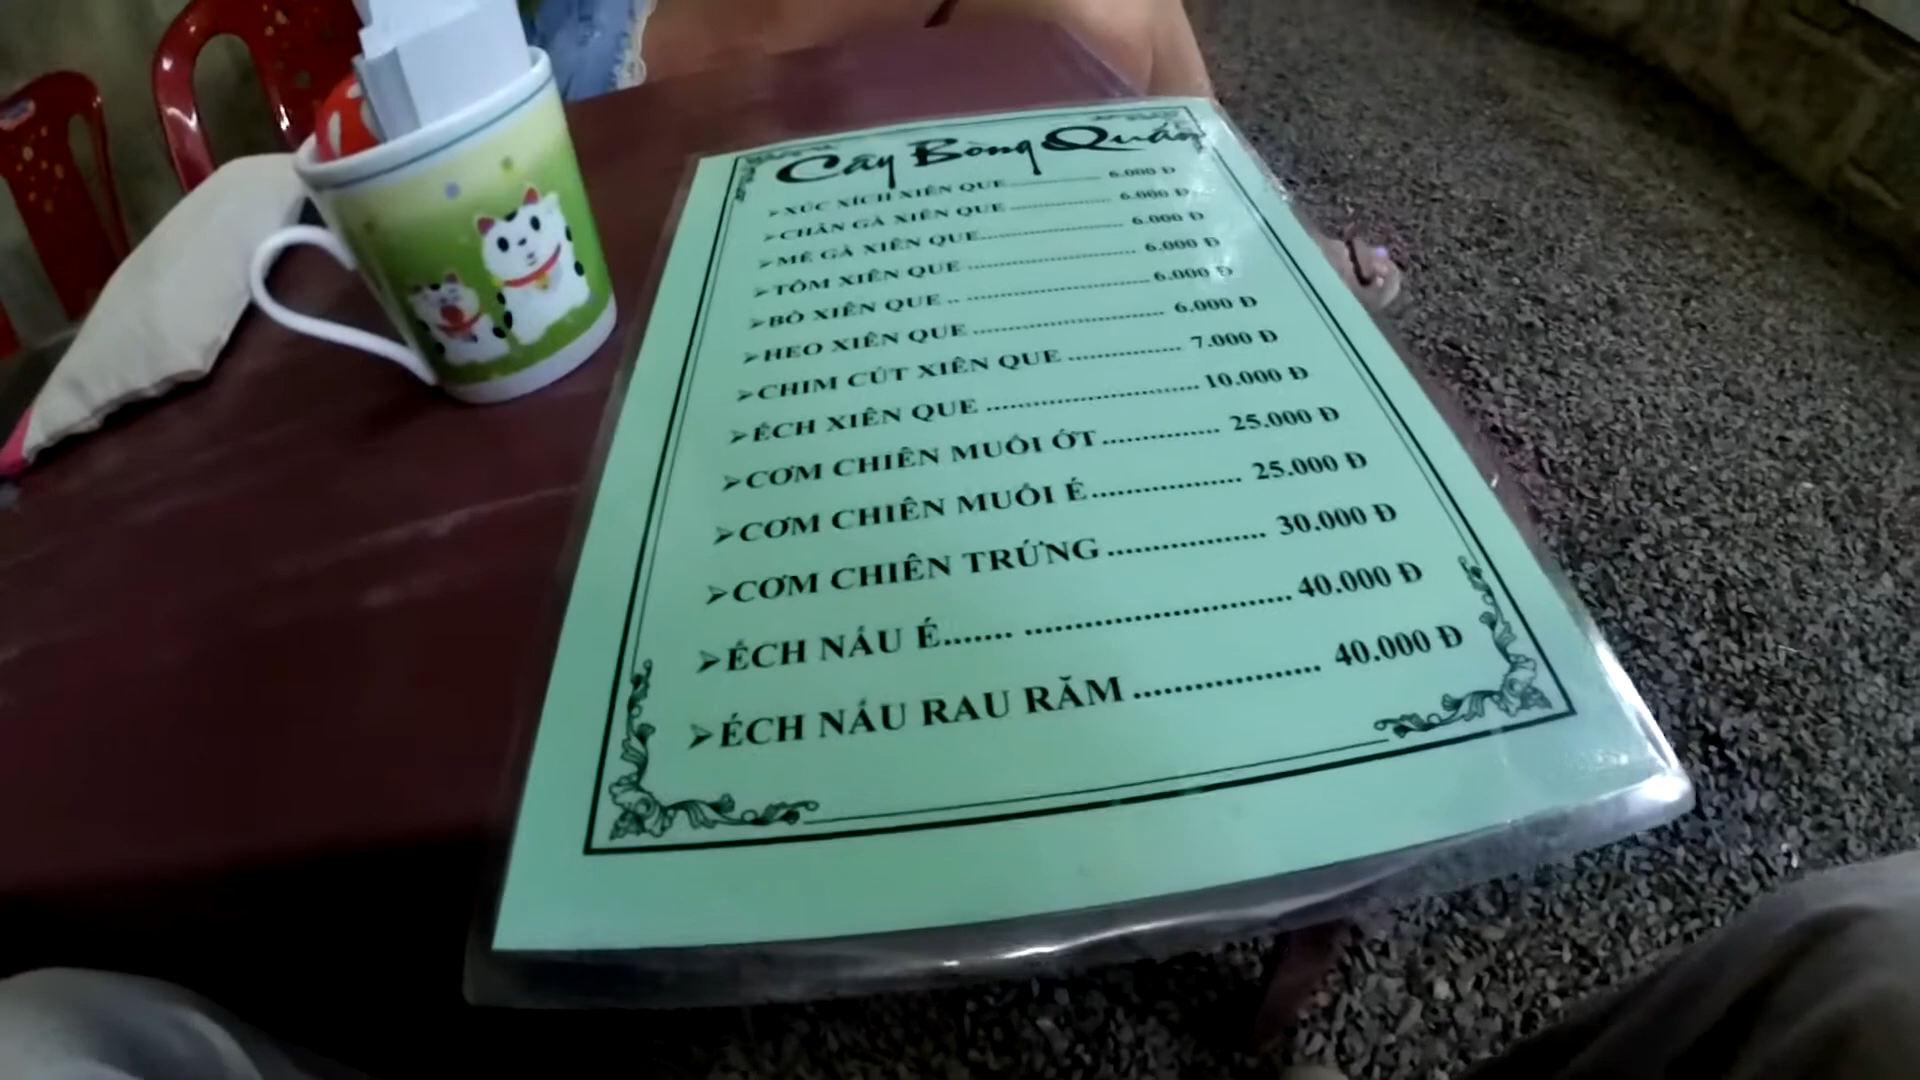 Cây Bòng Quán
➢XÚC XÍCH XIÊN QUE.................... 6.000 Đ
➢CHÂN GÀ XIÊN QUE .................... 6.000 Đ
➢MỀ GÀ XIÊN QUE......................... 6.000 Đ
➢TÔM XIÊN QUE ............................ 6.000 Đ
➢BÒ XIÊN QUE .. ............................. 6.000 Đ
➢HEO XIÊN QUE ............................. 6.000 Đ
➢CHIM CÚT XIÊN QUE ................. 7.000 Đ
➢ẾCH XIÊN QUE ............................. 10.000 Đ
➢CƠM CHIÊN MUỐI ỚT ............... 25.000 Đ
➢CƠM CHIÊN MUỐI É ................... 25.000 Đ
➢CƠM CHIÊN TRỨNG ................... 30.000 Đ
➢ẾCH NẤU É....... ............................ 40.000 Đ
➢ẾCH NẤU RAU RĂM ................... 40.000 Đ